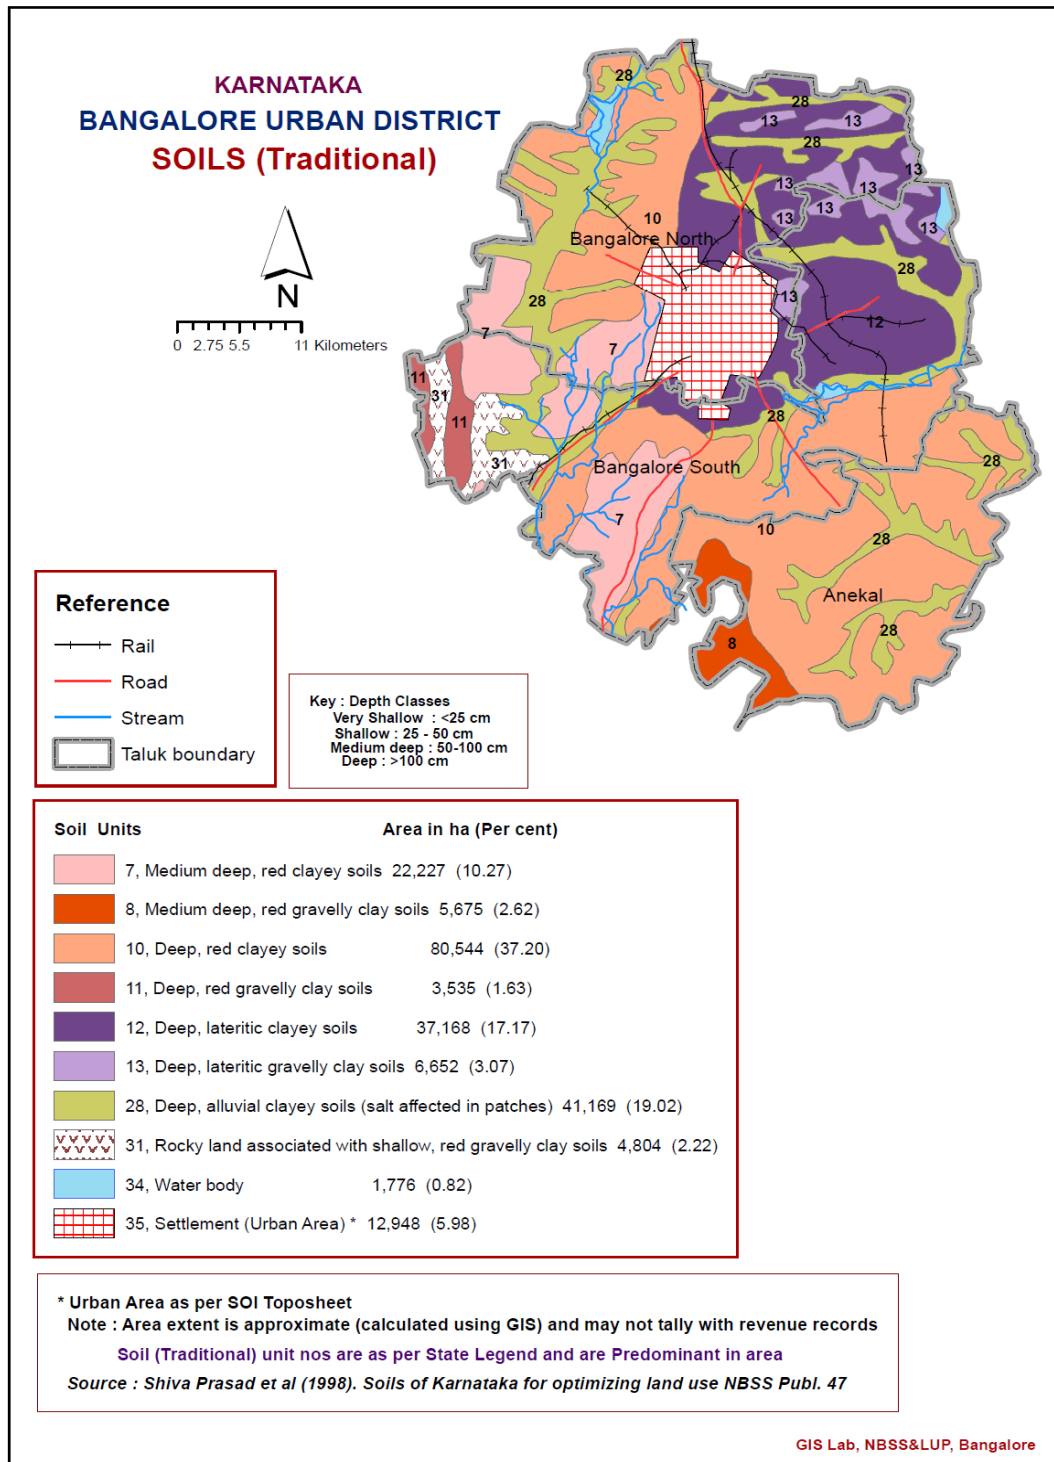 KARNATAKA
BANGALORE URBAN DISTRICT
SOILS (Traditional)
N
0 2.75 5.5 11 Kilometers
28
28
13
13
28
13
13
13
13
13
13
13
10
Bangalore North
28
13
28
12
7
7
11
31
11
31
28
Bangalore South
28
7
10
28
Anekal
28
8
Reference
Rail
Road
Stream
Taluk boundary
Key : Depth Classes
Very Shallow : <25 cm
Shallow : 25 - 50 cm
Medium deep : 50-100 cm
Deep : >100 cm
Soil Units Area in ha (Per cent)
7, Medium deep, red clayey soils 22,227 (10.27)
8, Medium deep, red gravelly clay soils 5,675 (2.62)
10, Deep, red clayey soils 80,544 (37.20)
11, Deep, red gravelly clay soils 3,535 (1.63)
12, Deep, lateritic clayey soils 37,168 (17.17)
13, Deep, lateritic gravelly clay soils 6,652 (3.07)
28, Deep, alluvial clayey soils (salt affected in patches) 41,169 (19.02)
31, Rocky land associated with shallow, red gravelly clay soils 4,804 (2.22)
34, Water body 1,776 (0.82)
35, Settlement (Urban Area) * 12,948 (5.98)
* Urban Area as per SOI Toposheet
Note : Area extent is approximate (calculated using GIS) and may not tally with revenue records
Soil (Traditional) unit nos are as per State Legend and are Predominant in area
Source : Shiva Prasad et al (1998). Soils of Karnataka for optimizing land use NBSS Publ. 47
GIS Lab, NBSS&LUP, Bangalore